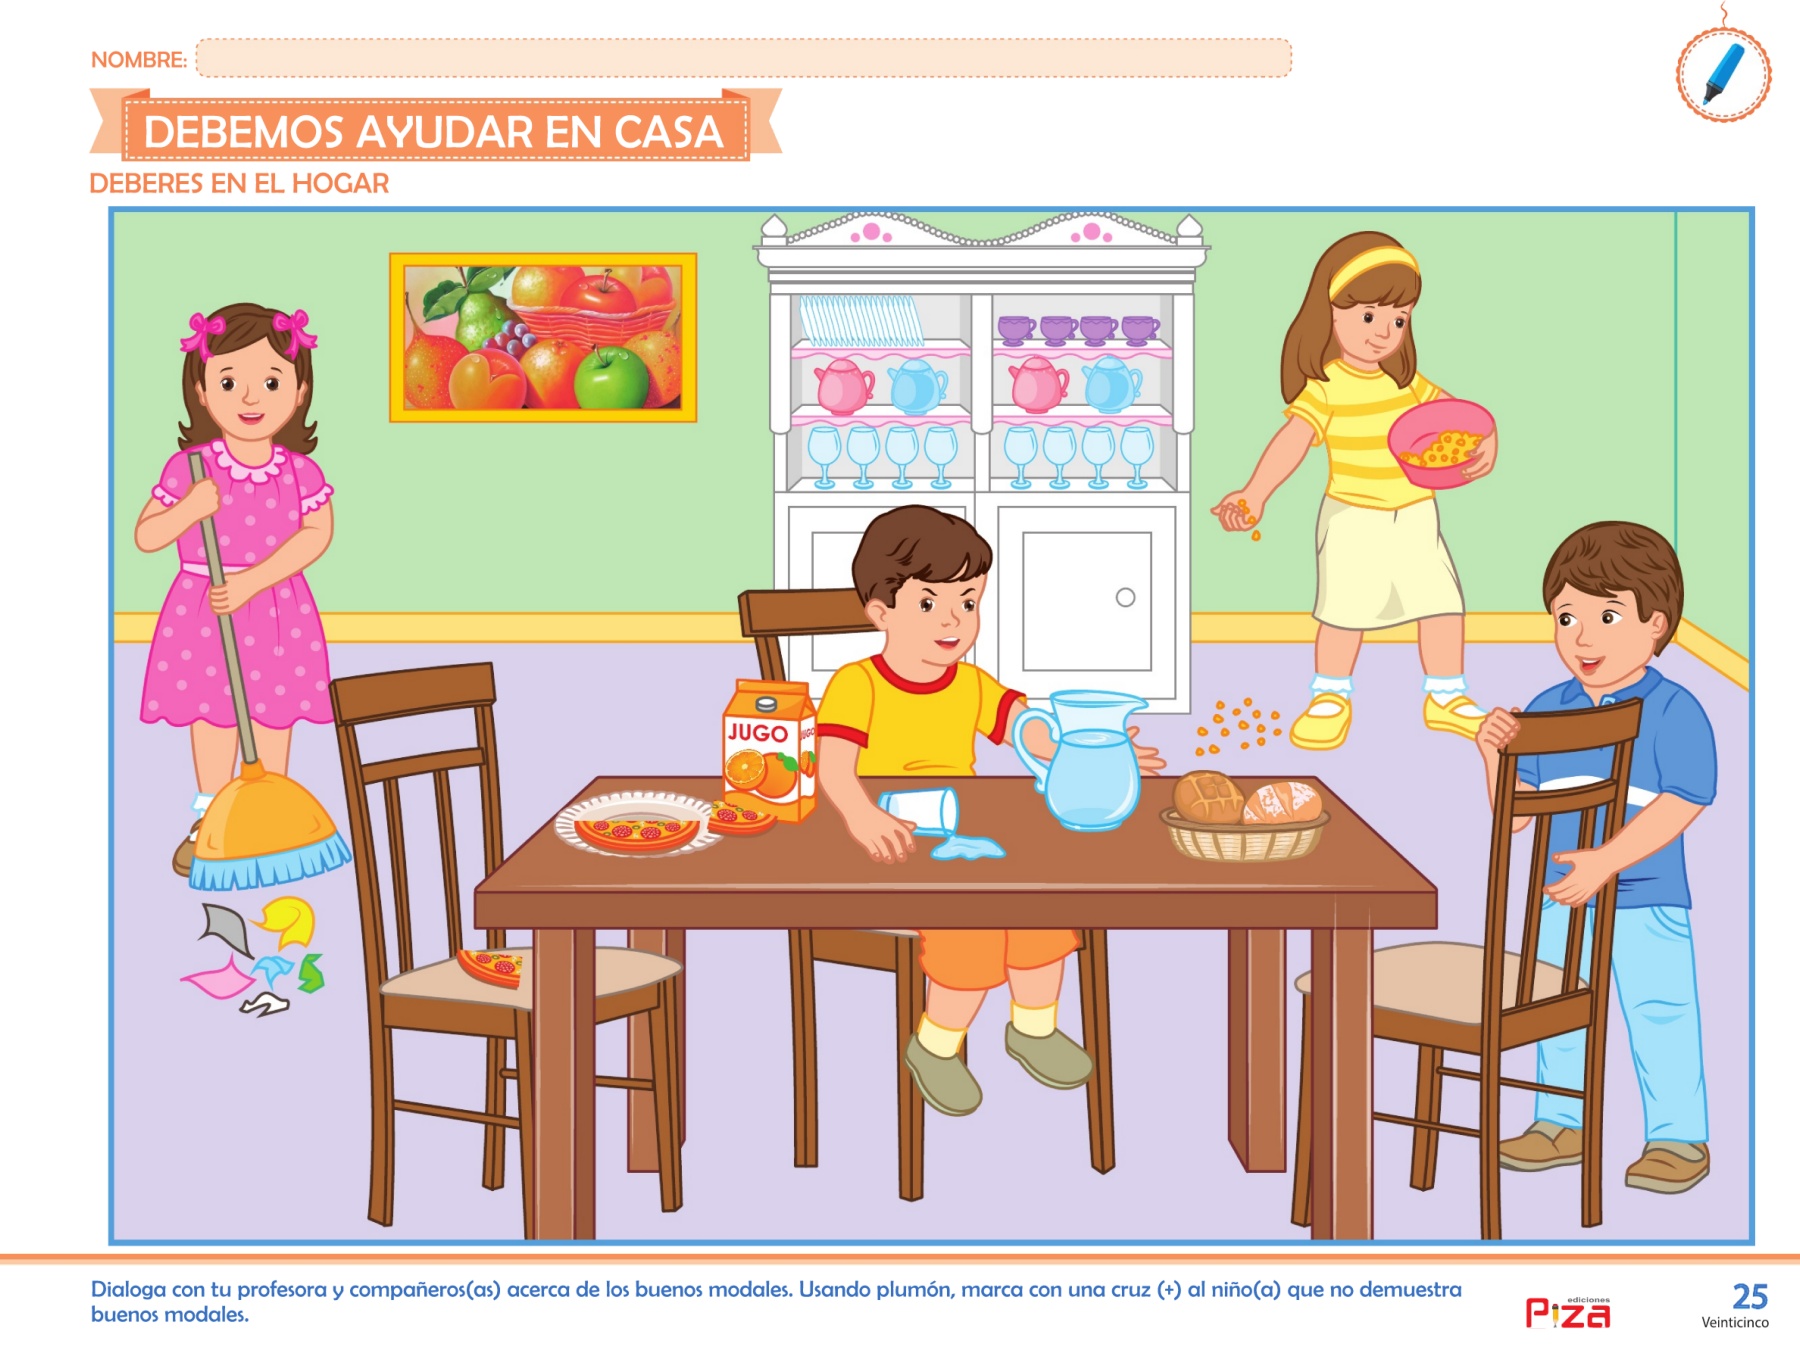 NOMBRE:
DEBEMOS AYUDAR EN CASA
DEBERES EN EL HOGAR
JUGO
JUGO
Dialoga con tu profesora y compañeros(as) acerca de los buenos modales. Usando plumón, marca con una cruz (+) al niño(a) que no demuestra
buenos modales.
ediciones
Piza
25
Veinticinco